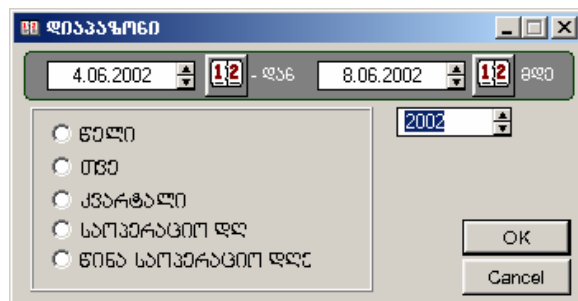 დიაპაზონი
4.06.2002 - დან 8.06.2002 მდე
2002
წელი
თვე
კვარტალი
საოპერაციო დღ
წინა საოპერაციო დღე
OK
Cancel